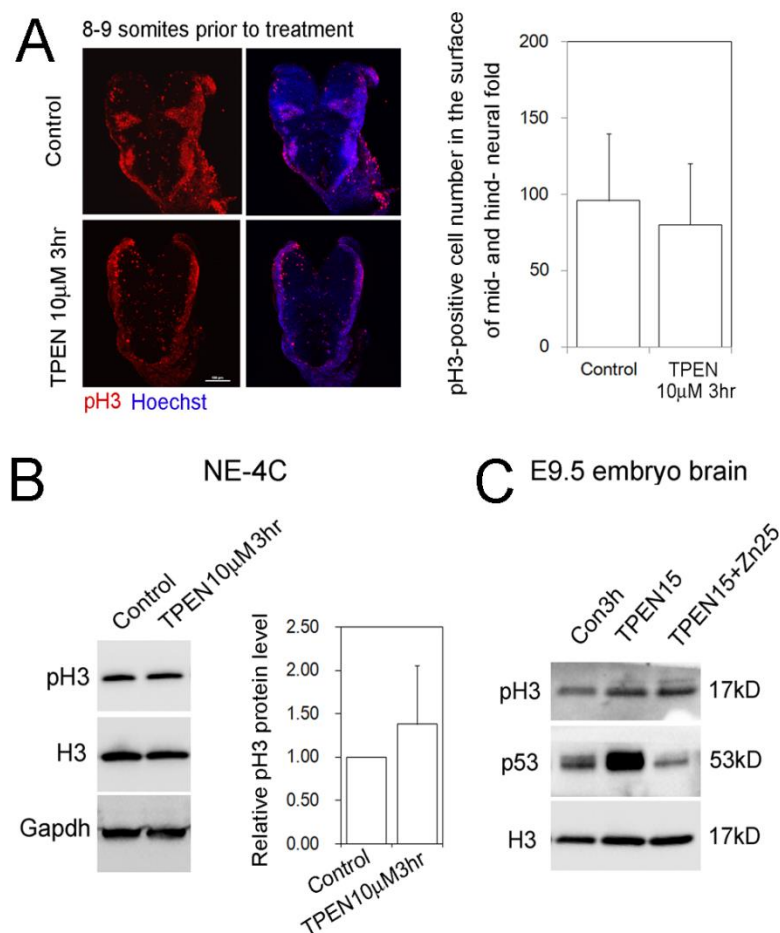 A
8-9 somites prior to treatment
Control
TPEN 10µM 3hr
pH3 Hoechst
pH3-positive cell number in the surface
of mid- and hind- neural fold
200
150
100
50
0
Control
TPEN
10µM 3hr
B
NE-4C
Control
TPEN10µM3hr
pH3
H3
Gapdh
Relative pH3 protein level
2.50
2.00
1.50
1.00
0.50
0.00
Control
TPEN10µM3hr
C
E9.5 embryo brain
Con3h
TPEN15
TPEN15+Zn25
pH3
17kD
p53
53kD
H3
17kD